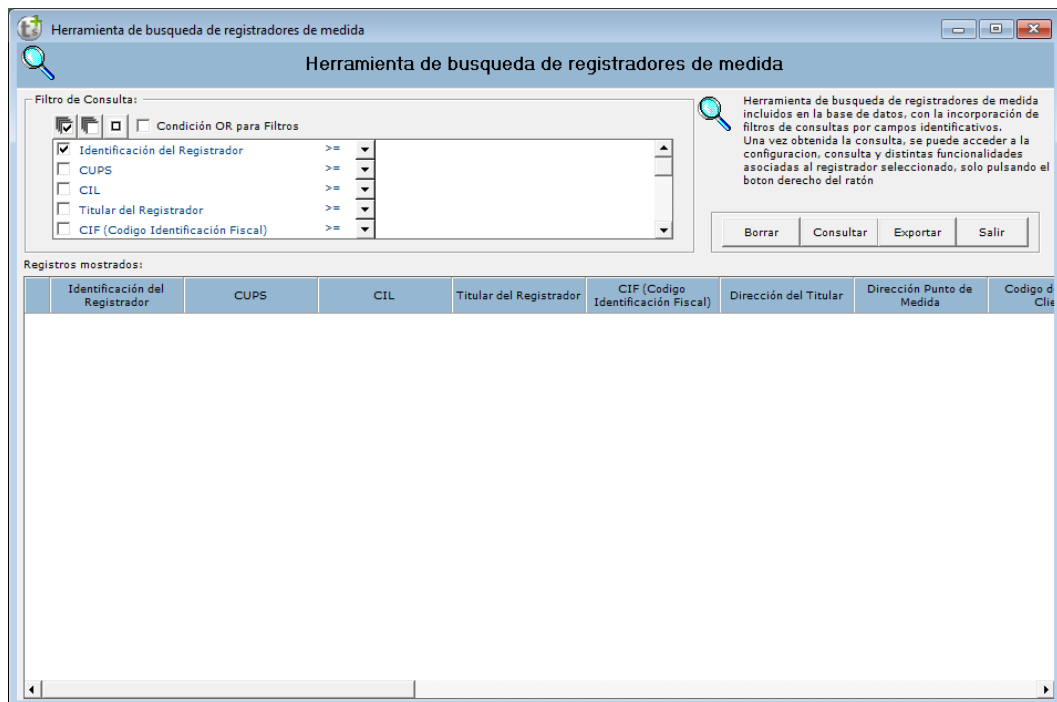 Herramienta de busqueda de registradores de medida
Herramienta de busqueda de registradores de medida
Filtro de Consulta:
Condición OR para Filtros
Identificación del Registrador >=
CUPS >=
CIL >=
Titular del Registrador >=
CIF (Codigo Identificación Fiscal) >=
Herramienta de busqueda de registradores de medida
incluidos en la base de datos, con la incorporación de
filtros de consultas por campos identificativos.
Una vez obtenida la consulta, se puede acceder a la
configuracion, consulta y distintas funcionalidades
asociadas al registrador seleccionado, solo pulsando el
boton derecho del ratón
Borrar Consultar Exportar Salir
Registros mostrados:
Identificación del
Registrador
CUPS
CIL
Titular del Registrador
CIF (Codigo
Identificación Fiscal)
Dirección del Titular
Dirección Punto de
Medida
Codigo d
Clie